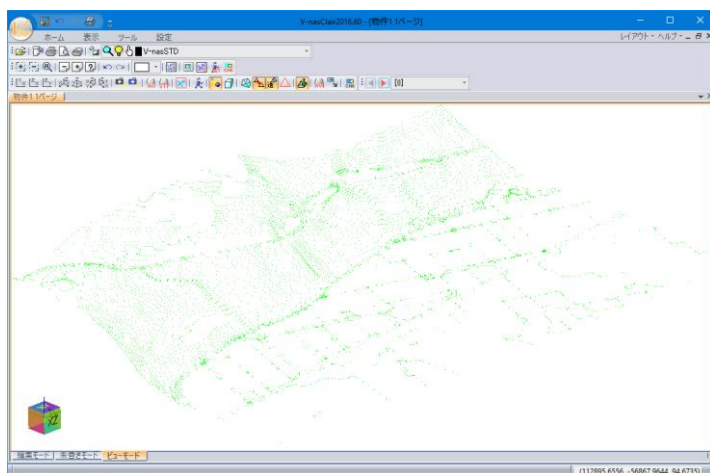 V-nasClair2016.60 - [物件1 1ページ]
ホーム 表示 ツール 設定 レイアウト ヘルプ
V-nasSTD
[0]
物件1 1ページ
XZ
編集モード 朱書きモード ビューモード
(112895.6556, -56867.9644, 94.6735)